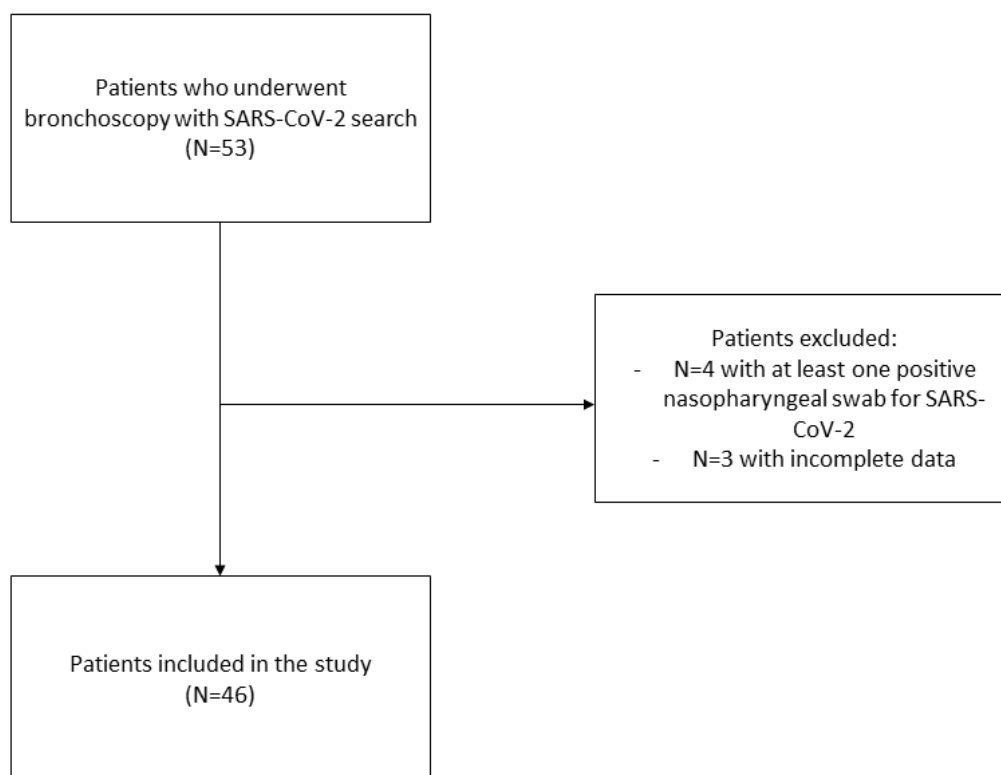 Patients who underwent
bronchoscopy with SARS-CoV-2 search
(N=53)
Patients excluded:
- N=4 with at least one positive
nasopharyngeal swab for SARS-
CoV-2
- N=3 with incomplete data
Patients included in the study
(N=46)